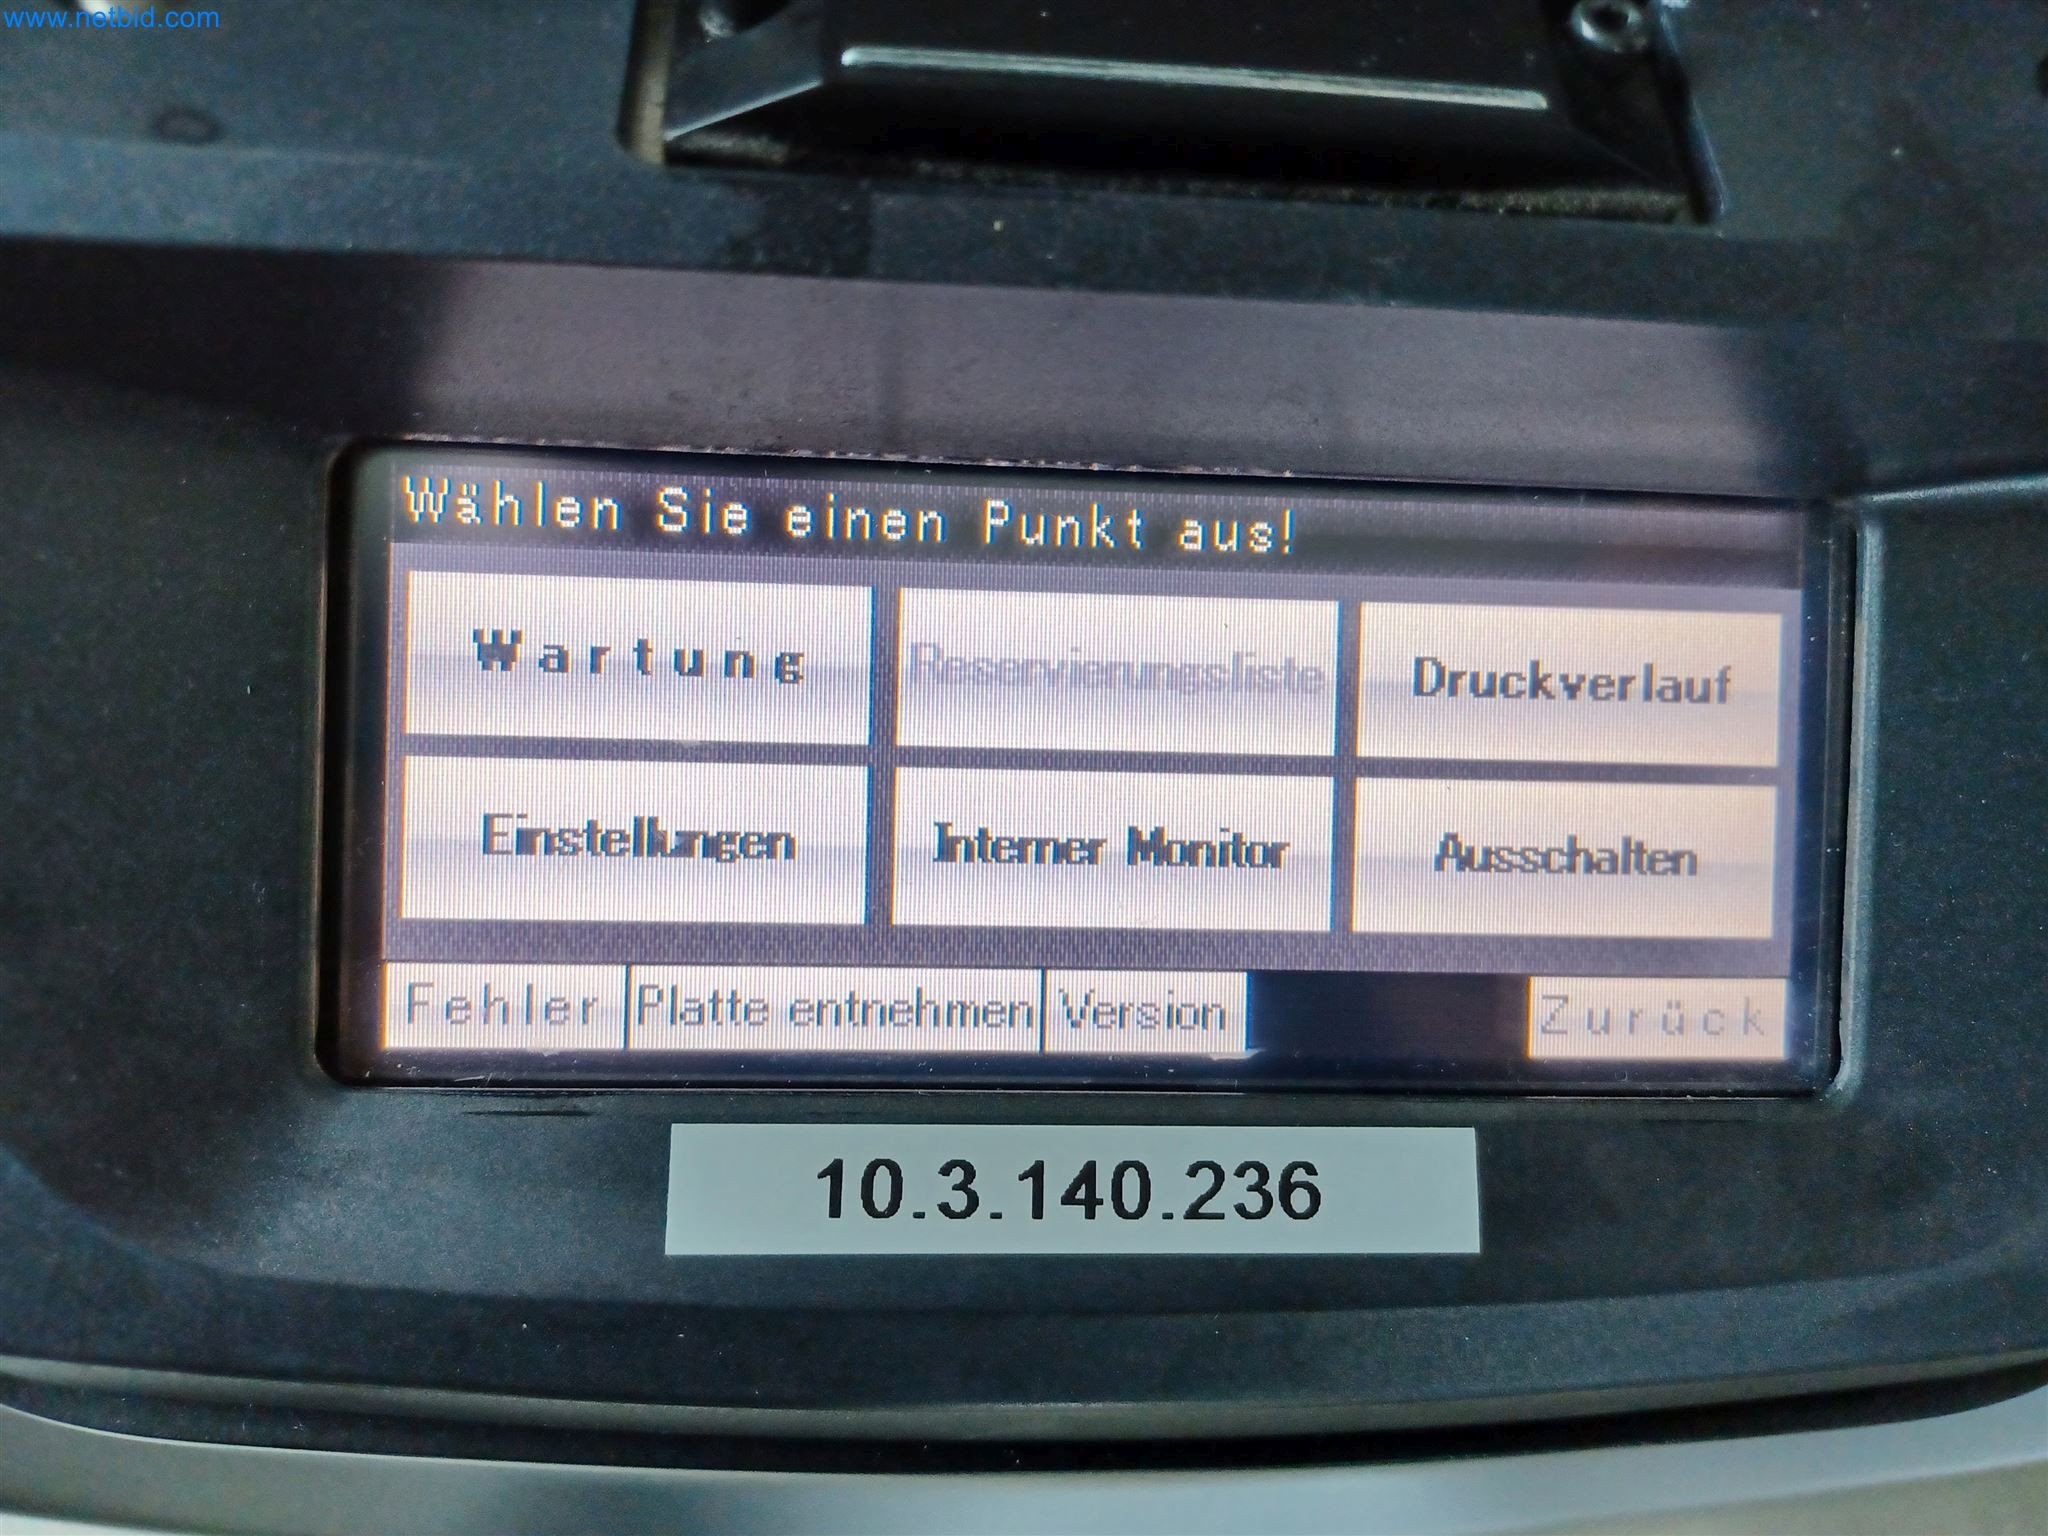 www.netbid.com
Wählen Sie einen Punkt aus!
Wartung Reservierungsliste Druckverlauf
Einstellungen Interner Monitor Ausschalten
Fehler Platte entnehmen Version Zurück
10.3.140.236